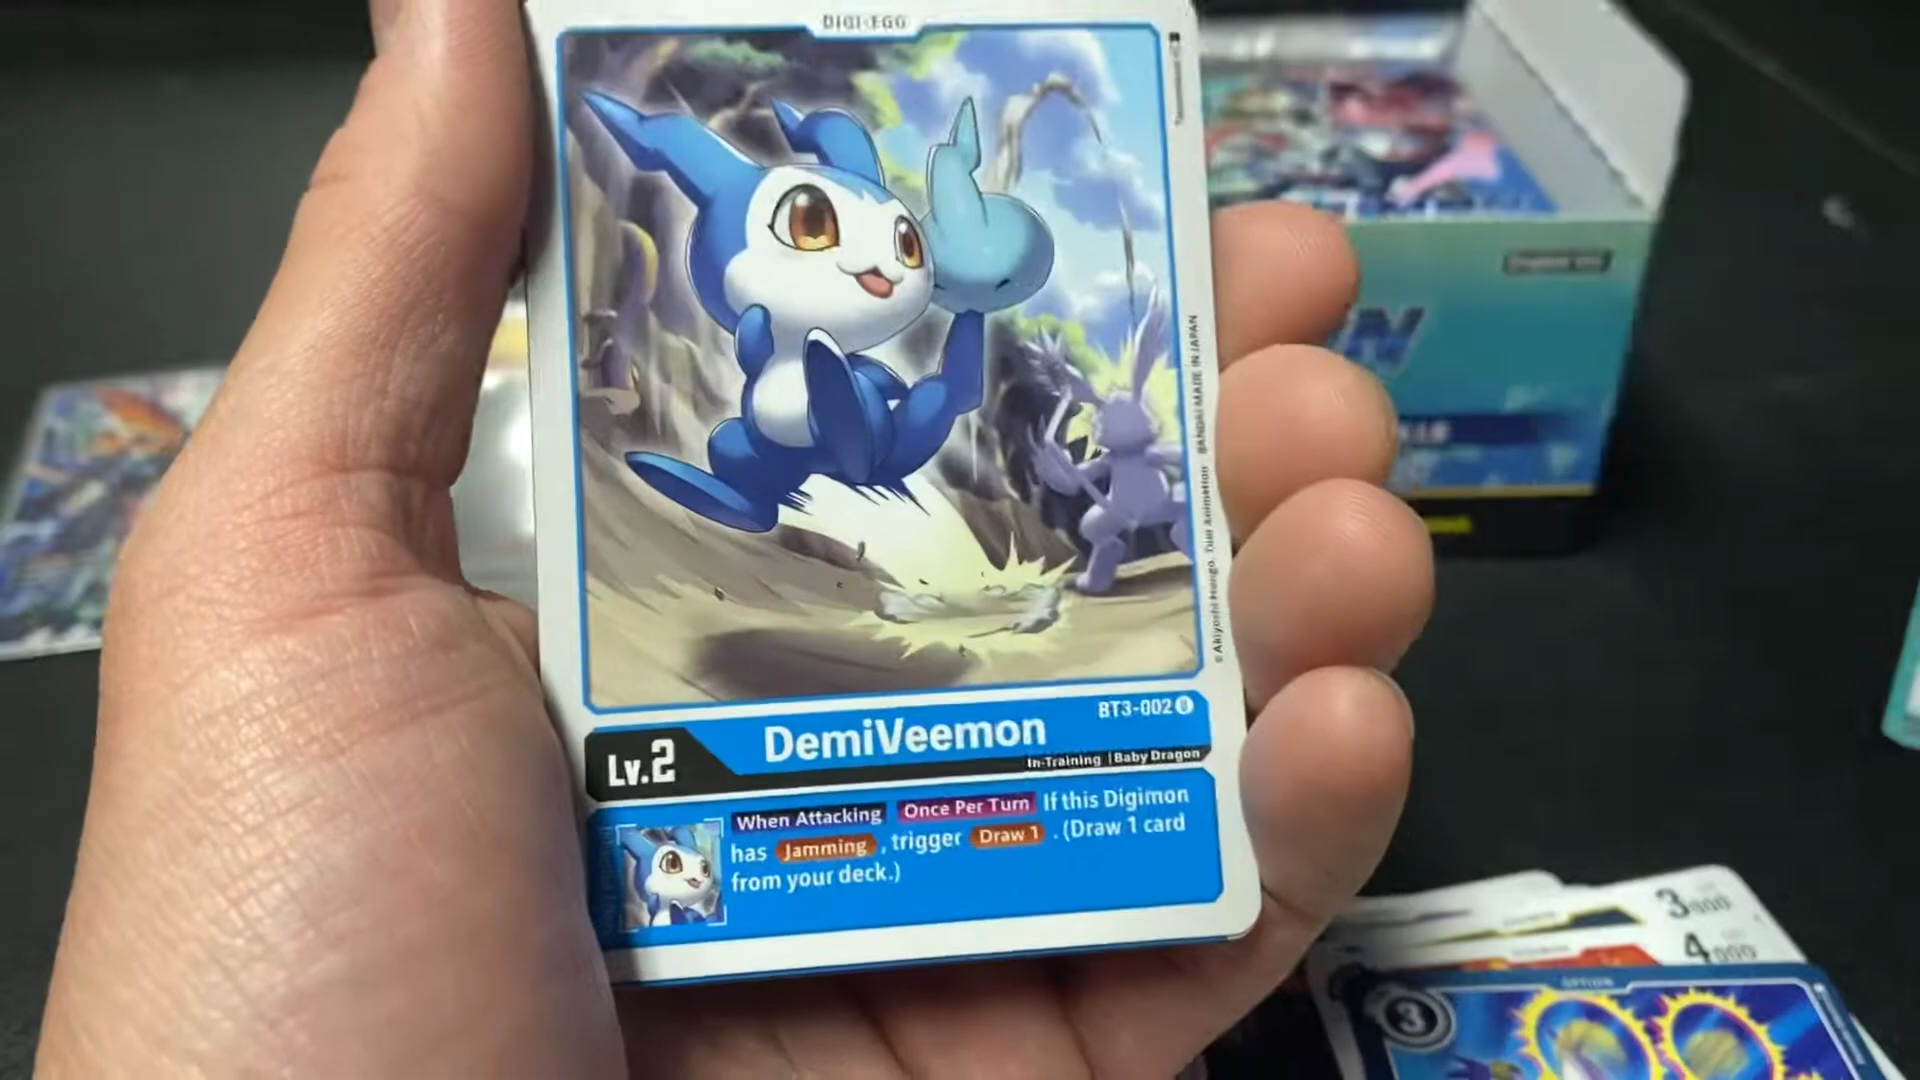 DIGI-EGG
BT3-002 U
DemiVeemon
Lv.2
In-Training | Baby Dragon
When Attacking Once Per Turn If this Digimon
has Jamming , trigger Draw 1 . (Draw 1 card
from your deck.)
© Akiyoshi Hongo, Toei Animation BANDAI MADE IN JAPAN
3000
4000
OPTION
3